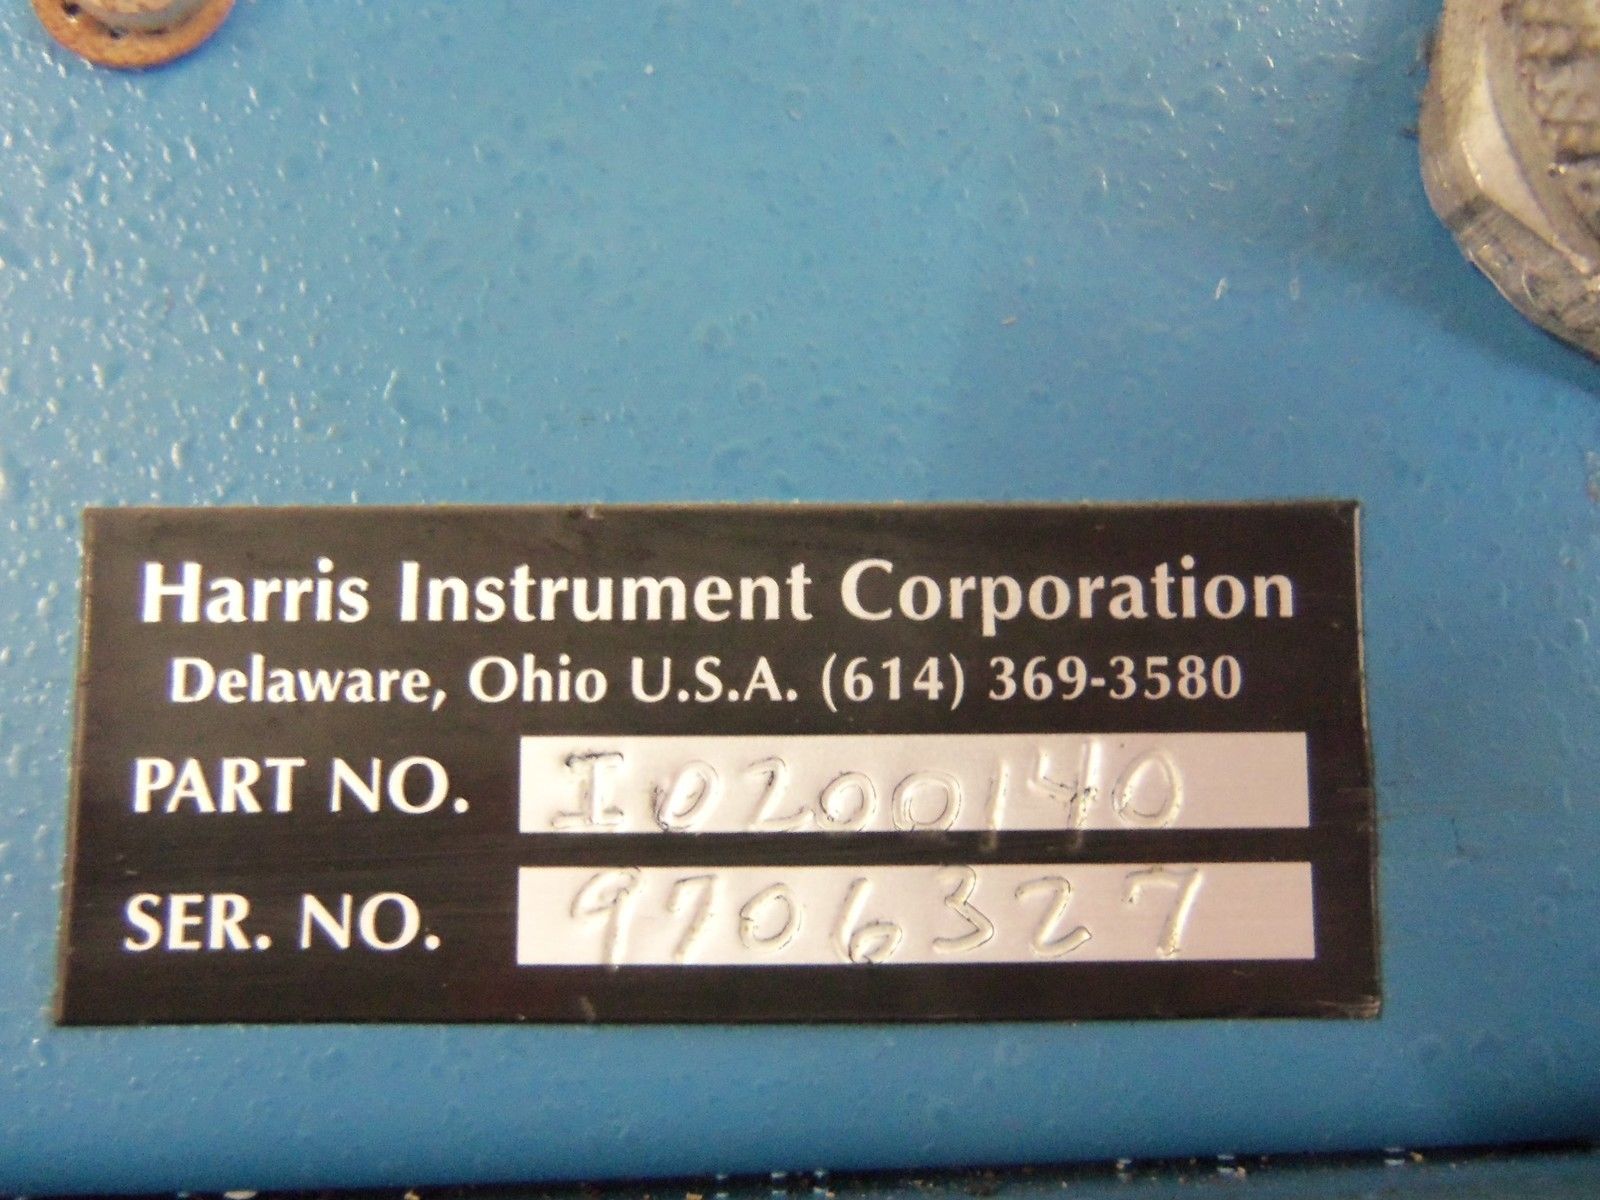 Harris Instrument Corporation
Delaware, Ohio U.S.A. (614) 369-3580
PART NO. I0200140
SER. NO. 9706327